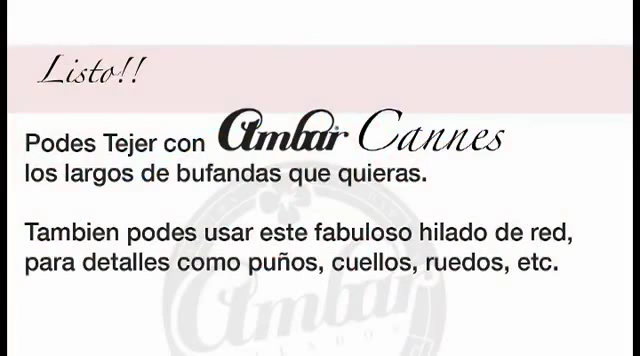 Listo!!
Podes Tejer con Ambar Cannes
los largos de bufandas que quieras.
Tambien podes usar este fabuloso hilado de red,
para detalles como puños, cuellos, ruedos, etc.
Ambar